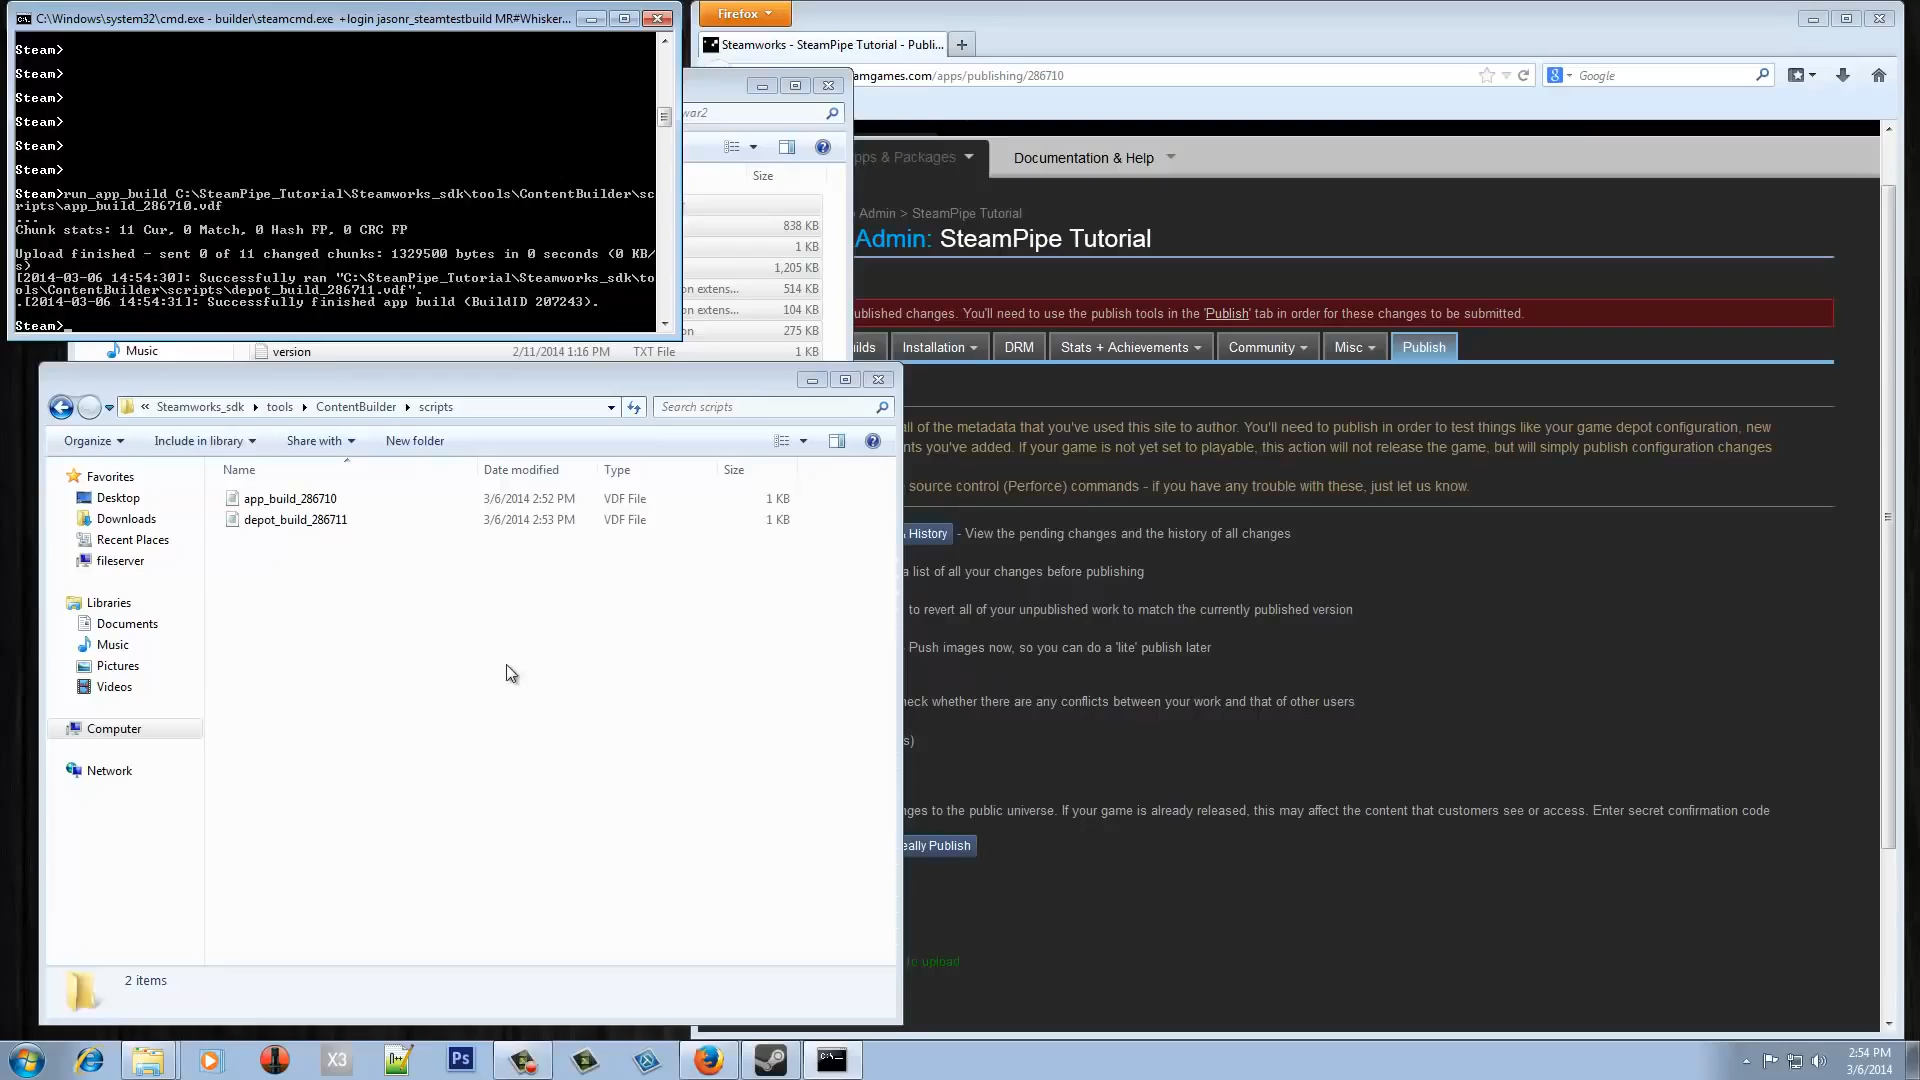 C:\Windows\system32\cmd.exe - builder\steamcmd.exe +login jasonr_steamtestbuild MR#Whisker...
Steam>
Steam>
Steam>
Steam>
Steam>
Steam>
Steam>run_app_build C:\SteamPipe_Tutorial\Steamworks_sdk\tools\ContentBuilder\sc
ripts\app_build_286710.vdf
...
Chunk stats: 11 Cur, 0 Match, 0 Hash FP, 0 CRC FP
Upload finished - sent 0 of 11 changed chunks: 1329500 bytes in 0 seconds (0 KB/
s)
[2014-03-06 14:54:30]: Successfully ran "C:\SteamPipe_Tutorial\Steamworks_sdk\to
ols\ContentBuilder\scripts\depot_build_286711.vdf".
.[2014-03-06 14:54:31]: Successfully finished app build (BuildID 207243).
Steam>_
Firefox
Steamworks - SteamPipe Tutorial - Publi...
amgames.com/apps/publishing/286710
Google
war2
Size
838 KB
1 KB
1,205 KB
on extens... 514 KB
on extens... 104 KB
on 275 KB
Music
version 2/11/2014 1:16 PM TXT File 1 KB
pps & Packages
Documentation & Help
Admin > SteamPipe Tutorial
Admin: SteamPipe Tutorial
ublished changes. You'll need to use the publish tools in the 'Publish' tab in order for these changes to be submitted.
uilds Installation DRM Stats + Achievements Community Misc Publish
all of the metadata that you've used this site to author. You'll need to publish in order to test things like your game depot configuration, new
nts you've added. If your game is not yet set to playable, this action will not release the game, but will simply publish configuration changes
source control (Perforce) commands - if you have any trouble with these, just let us know.
& History - View the pending changes and the history of all changes
a list of all your changes before publishing
to revert all of your unpublished work to match the currently published version
Push images now, so you can do a 'lite' publish later
heck whether there are any conflicts between your work and that of other users
s)
nges to the public universe. If your game is already released, this may affect the content that customers see or access. Enter secret confirmation code
eally Publish
to upload
« Steamworks_sdk tools ContentBuilder scripts
Search scripts
Organize Include in library Share with New folder
Name Date modified Type Size
app_build_286710 3/6/2014 2:52 PM VDF File 1 KB
depot_build_286711 3/6/2014 2:53 PM VDF File 1 KB
Favorites
Desktop
Downloads
Recent Places
fileserver
Libraries
Documents
Music
Pictures
Videos
Computer
Network
2 items
X3
Ps
2:54 PM
3/6/2014